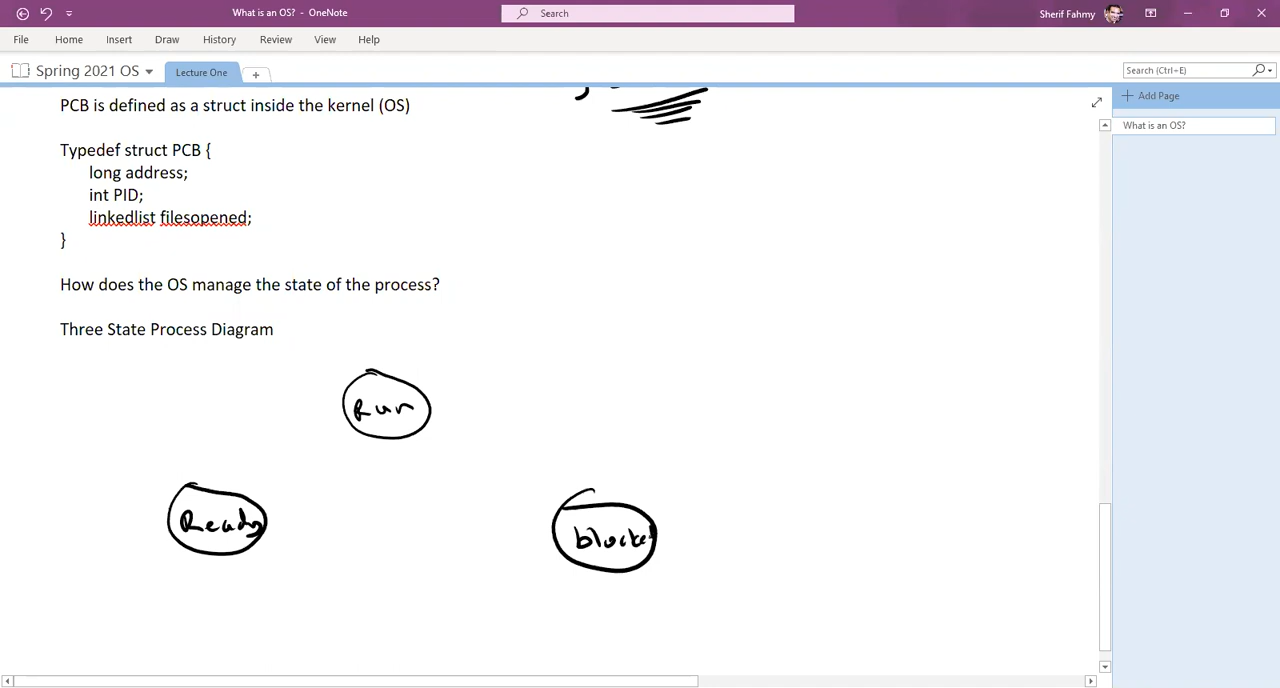 What is an OS? - OneNote
Search
Sherif Fahmy
File Home Insert Draw History Review View Help
Spring 2021 OS
Lecture One
Search (Ctrl+E)
PCB is defined as a struct inside the kernel (OS)
Add Page
What is an OS?
Typedef struct PCB {
long address;
int PID;
linkedlist filesopened;
}
How does the OS manage the state of the process?
Three State Process Diagram
Run
Ready
blocked